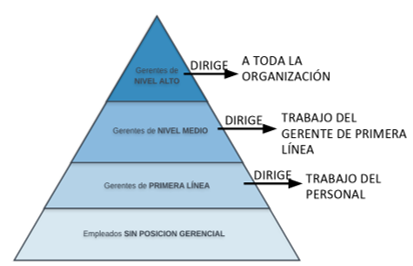 Gerentes de
NIVEL ALTO
DIRIGE
A TODA LA
ORGANIZACIÓN
Gerentes de NIVEL MEDIO
DIRIGE
TRABAJO DEL
GERENTE DE PRIMERA
LÍNEA
Gerentes de PRIMERA LÍNEA
DIRIGE
TRABAJO DEL
PERSONAL
Empleados SIN POSICION GERENCIAL